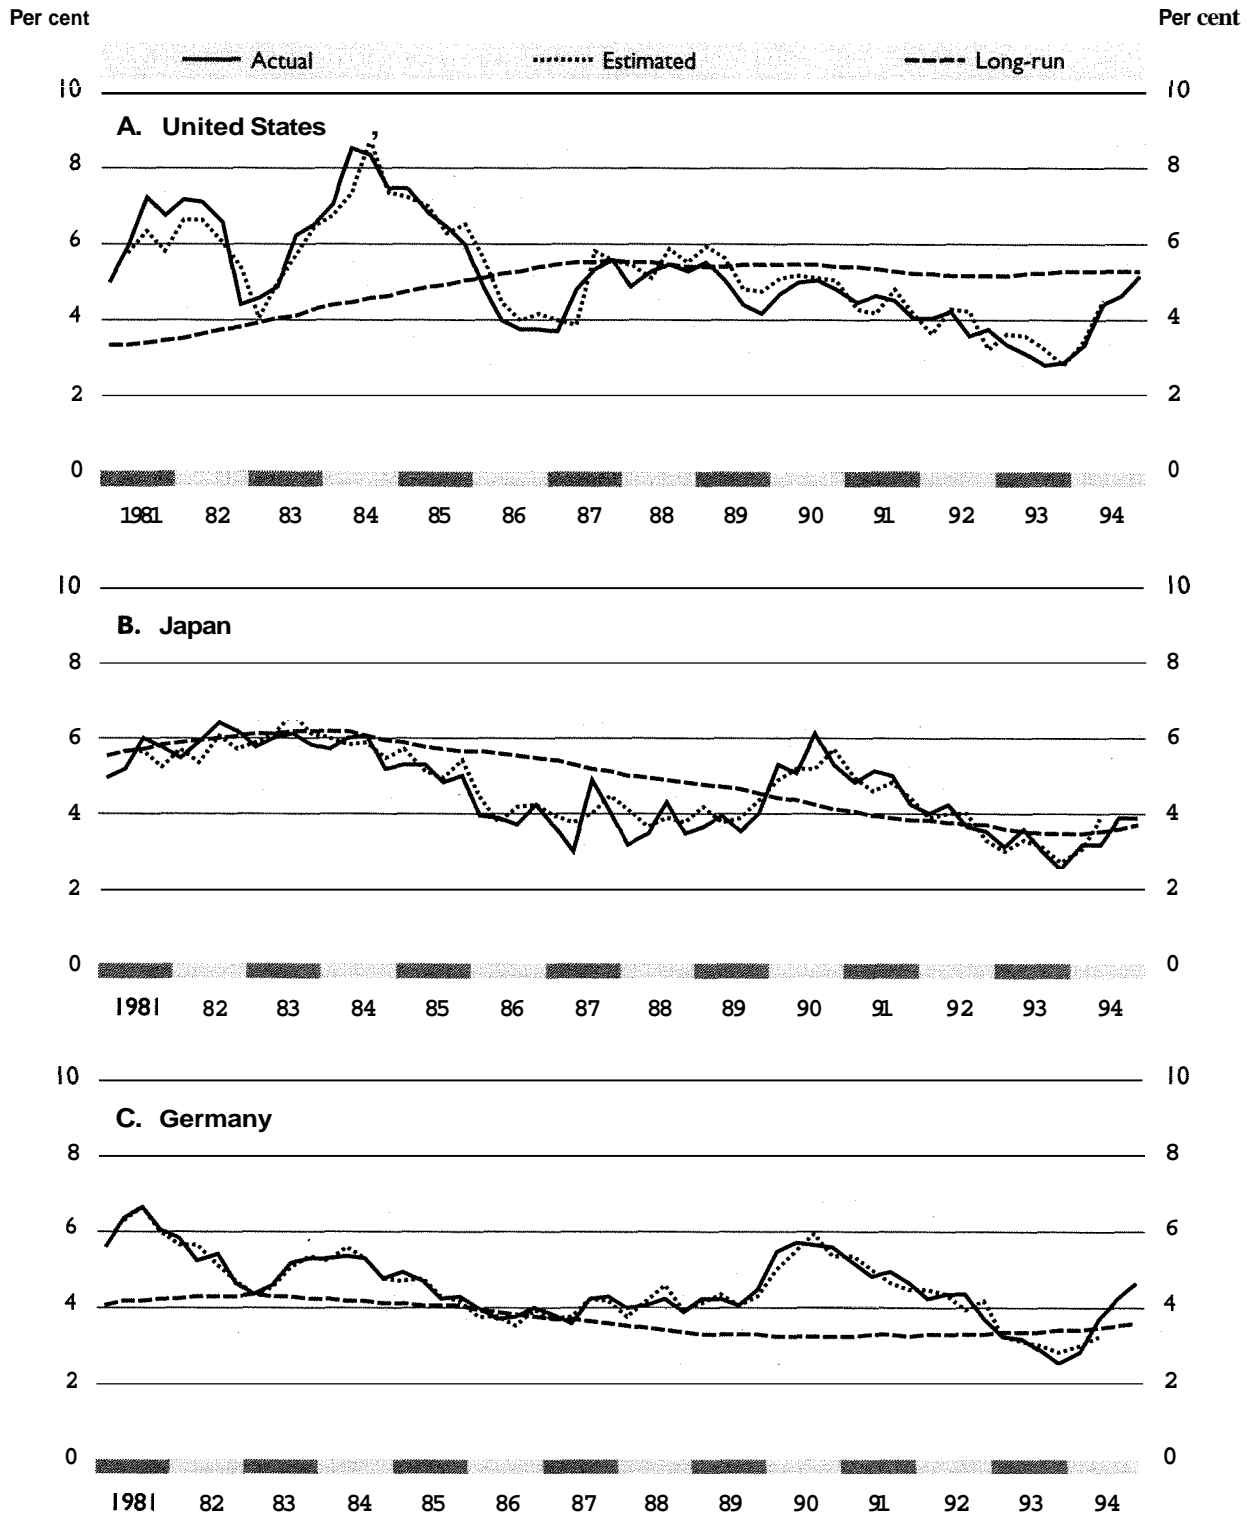 Per cent Per cent
Actual Estimated Long-run
10 10
A. United States
8 8
6 6
4 4
2 2
0 0
1981 82 83 84 85 86 87 88 89 90 91 92 93 94
10 10
B. Japan
8 8
6 6
4 4
2 2
0 0
1981 82 83 84 85 86 87 88 89 90 91 92 93 94
10 10
C. Germany
8 8
6 6
4 4
2 2
0 0
1981 82 83 84 85 86 87 88 89 90 91 92 93 94